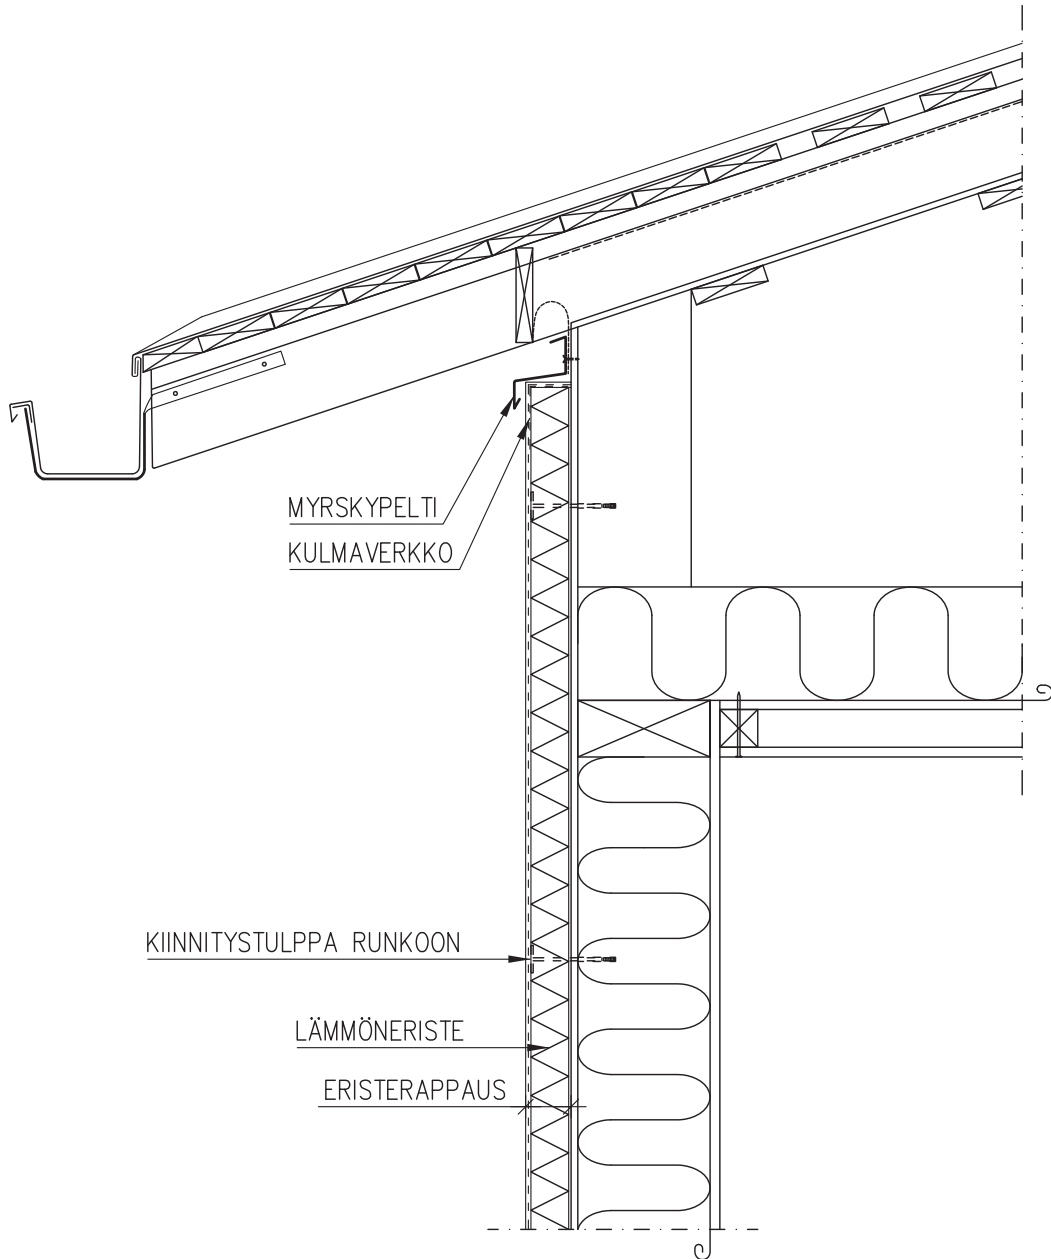 MYRSKYPELTI
KULMAVERKKO
KIINNITYSTULPPA RUNKOON
LÄMMÖNERISTE
ERISTERAPPAUS